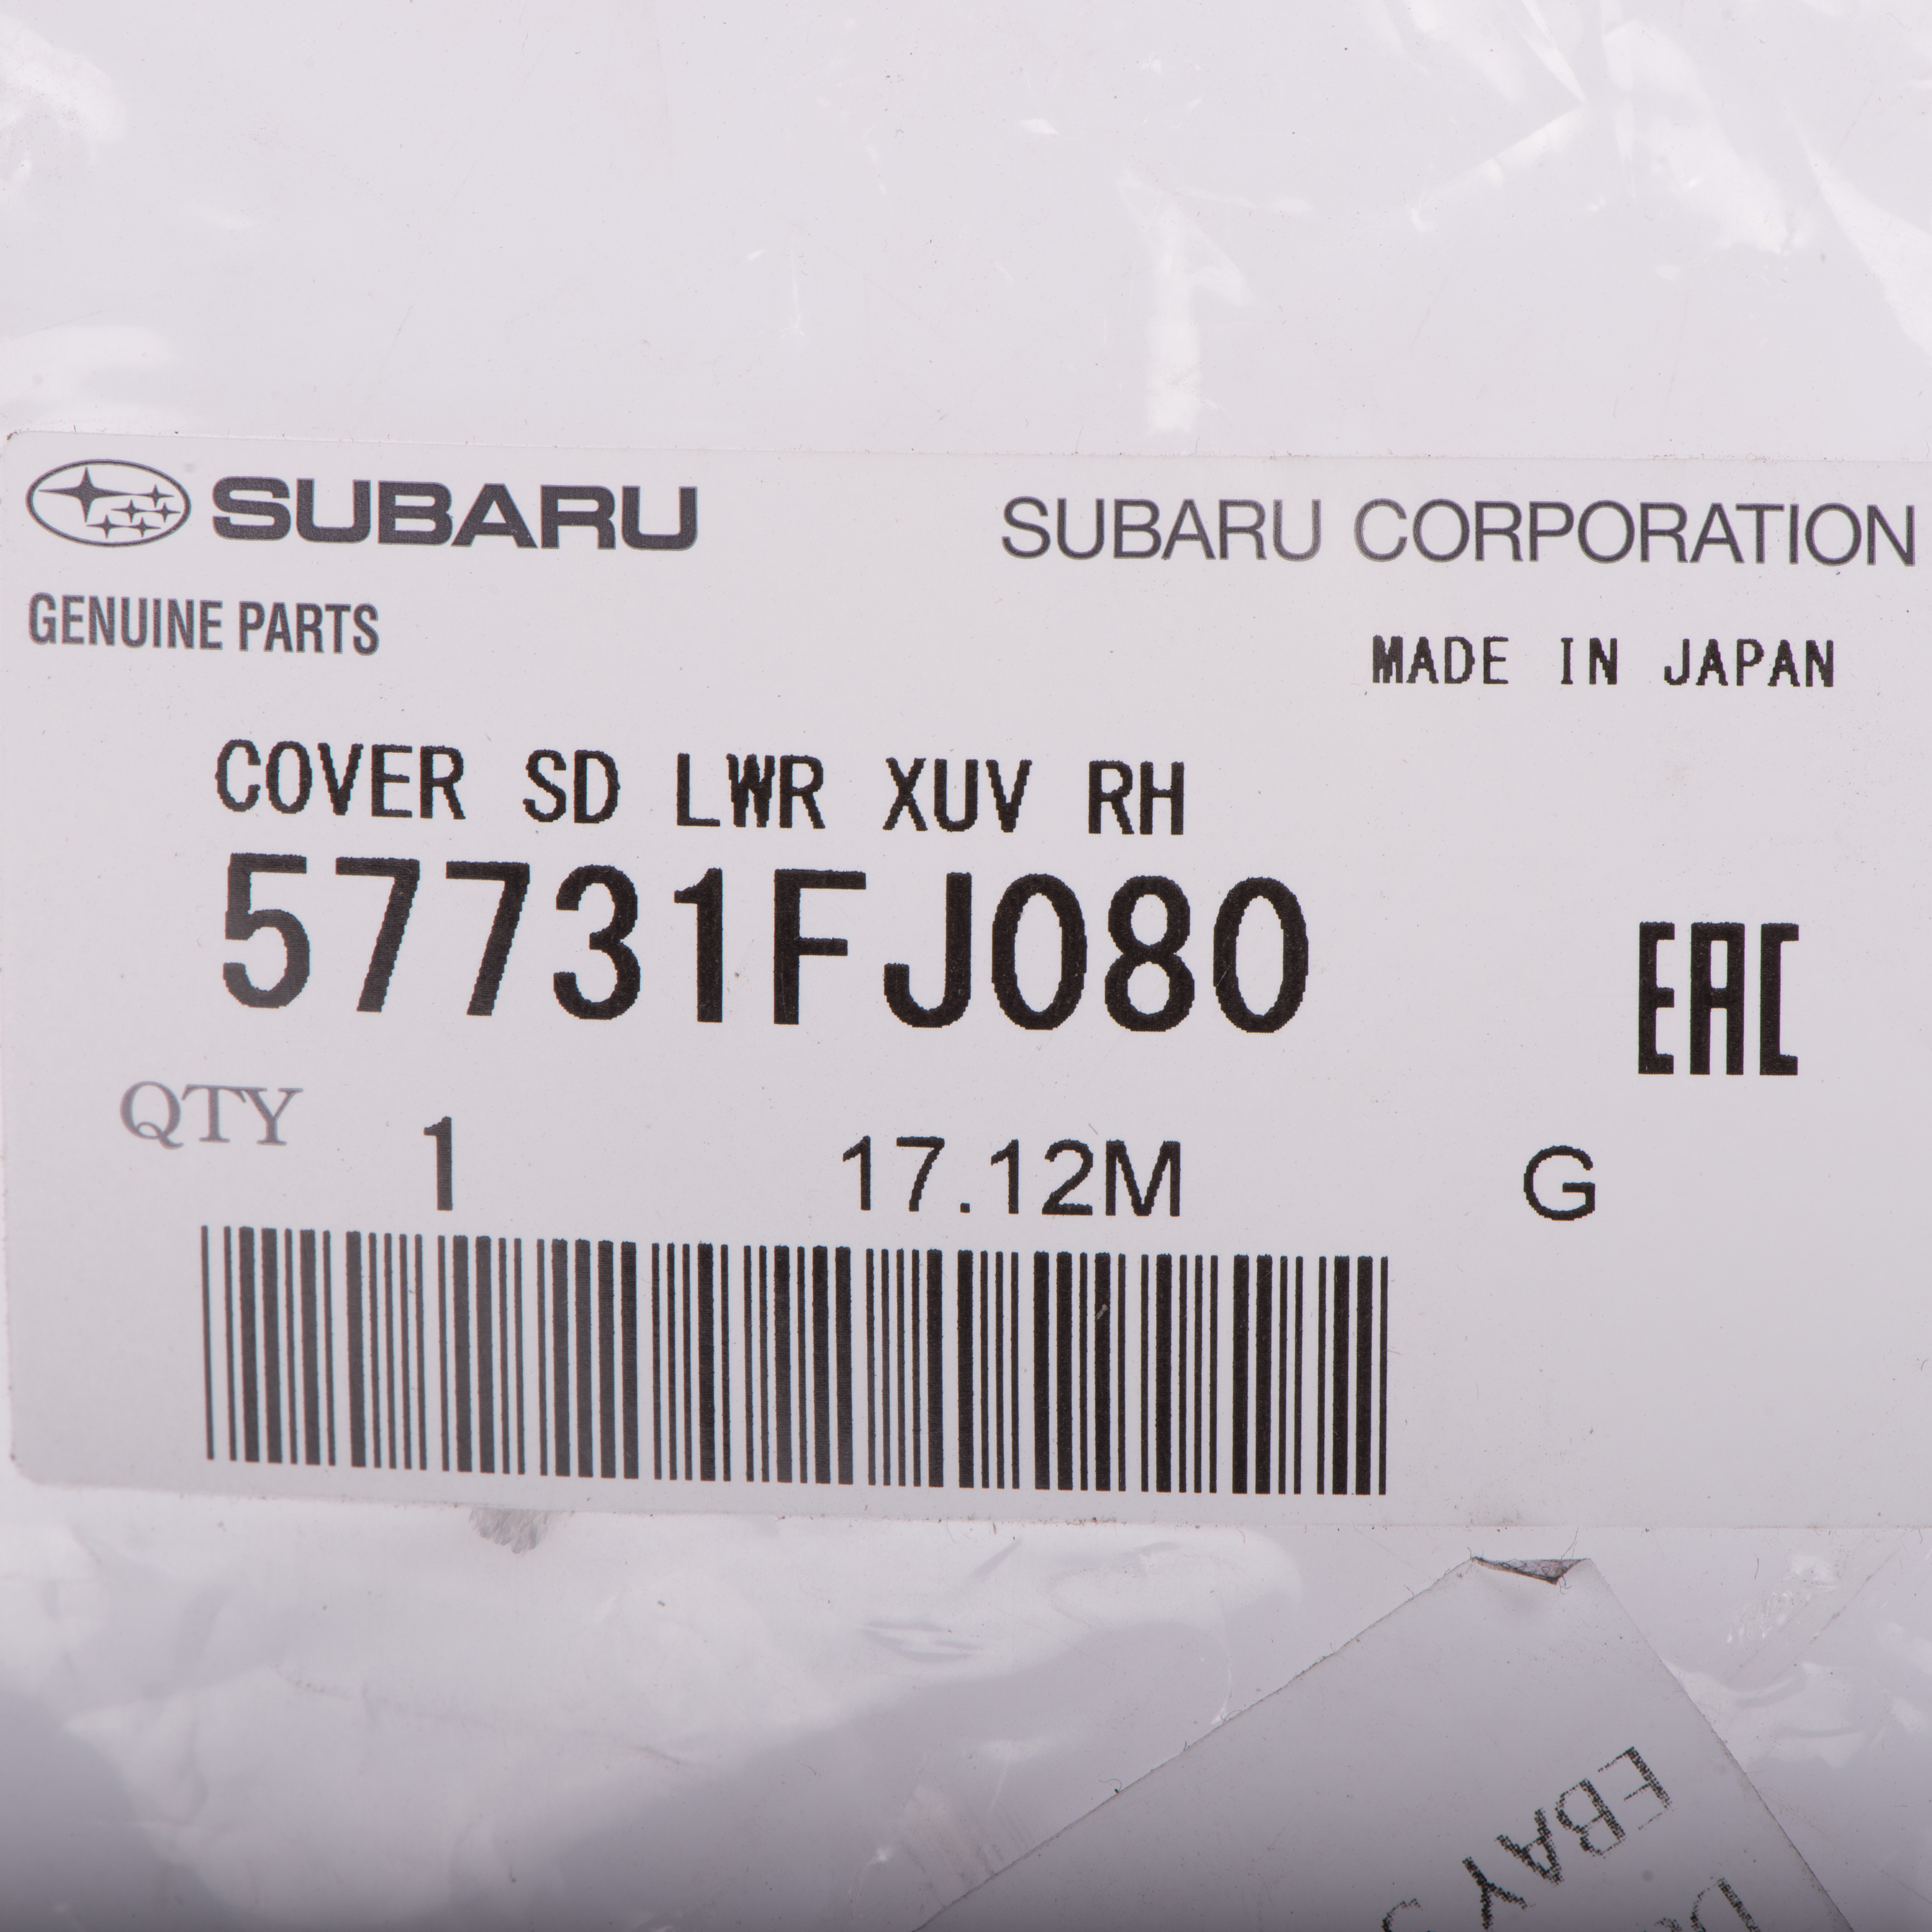 SUBARU
SUBARU CORPORATION
GENUINE PARTS
MADE IN JAPAN
COVER SD LWR XUV RH
57731FJ080
EAC
QTY 1 17.12M G
EBAY